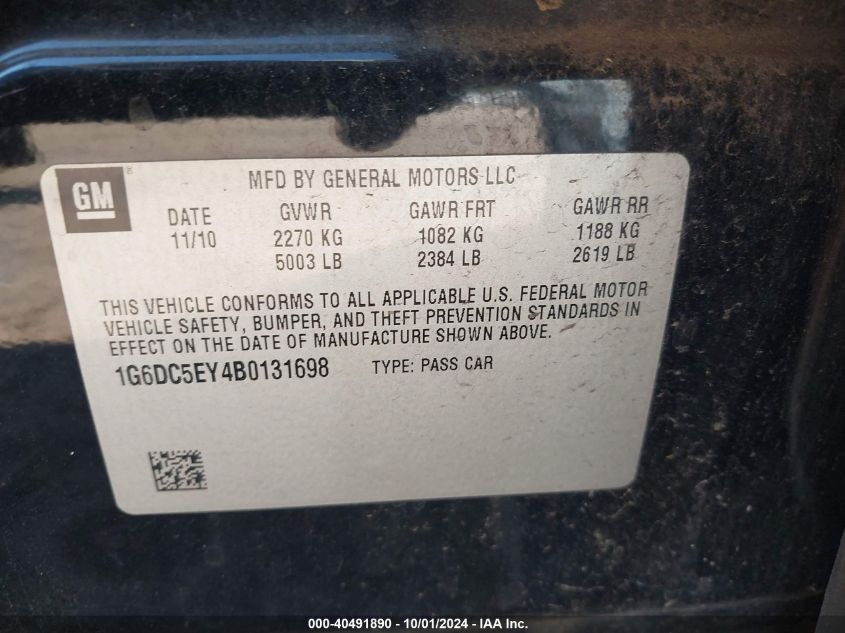 GM ®
MFD BY GENERAL MOTORS LLC
DATE GVWR GAWR FRT GAWR RR
11/10 2270 KG 1082 KG 1188 KG
5003 LB 2384 LB 2619 LB
THIS VEHICLE CONFORMS TO ALL APPLICABLE U.S. FEDERAL MOTOR
VEHICLE SAFETY, BUMPER, AND THEFT PREVENTION STANDARDS IN
EFFECT ON THE DATE OF MANUFACTURE SHOWN ABOVE.
1G6DC5EY4B0131698 TYPE: PASS CAR
000-40491890 - 10/01/2024 - IAA Inc.